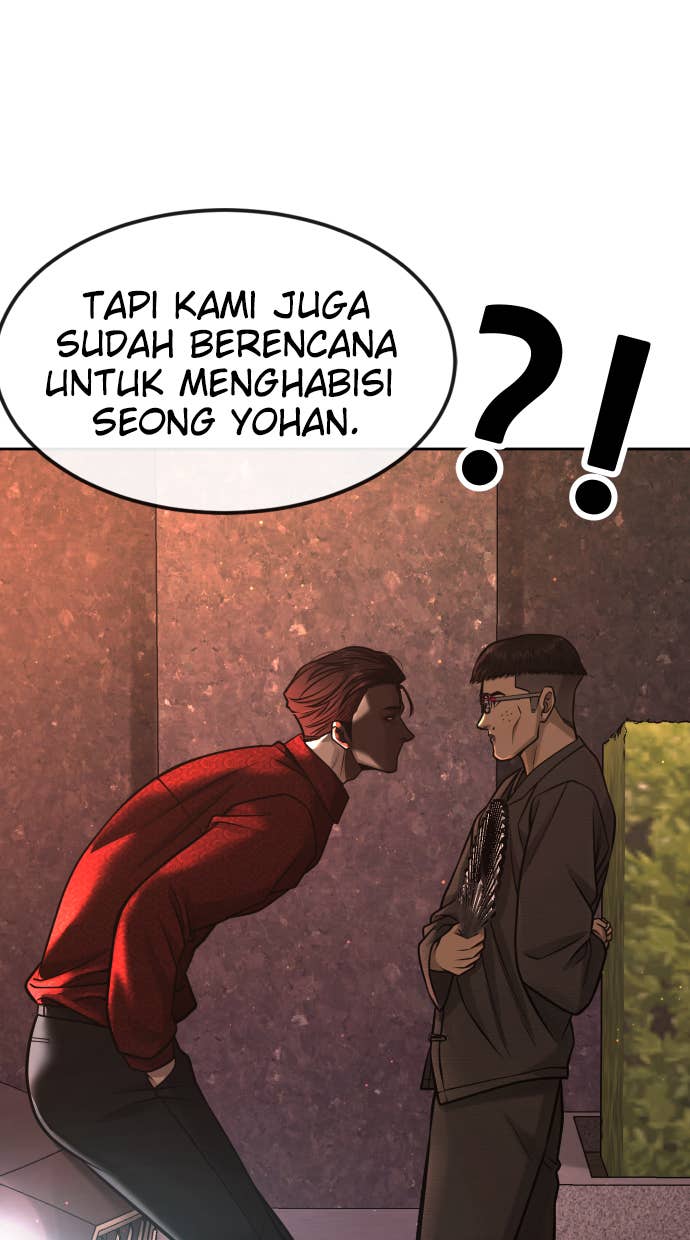 TAPI KAMI JUGA
SUDAH BERENCANA
UNTUK MENGHABISI
SEONG YOHAN.
?!